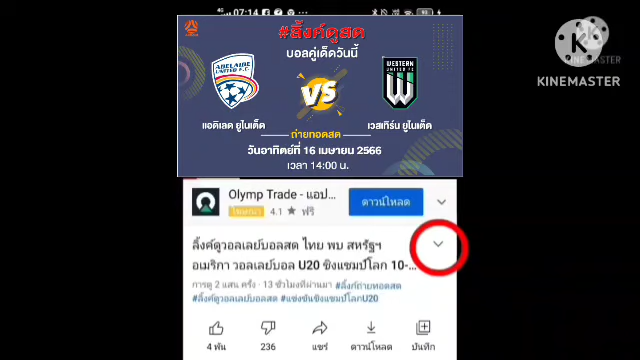 07:14
#ลิ้งค์ดูสด
บอลคู่เด็ดวันนี้
ADELAIDE
UNITED F.C.
VS
WESTERN
UNITED FC
แอดิเลด ยูไนเต็ด
เวสเทิร์น ยูไนเต็ด
ถ่ายทอดสด
วันอาทิตย์ที่ 16 เมษายน 2566
เวลา 14:00 น.
KINEMASTER
KINEMASTER
Olymp Trade - แอป...
โฆษณา 4.1 ★ ฟรี
ดาวน์โหลด
ลิ้งค์ดูวอลเลย์บอลสด ไทย พบ สหรัฐฯ
อเมริกา วอลเลย์บอล U20 ชิงแชมป์โลก 10-...
การดู 2 แสน ครั้ง · 13 ชั่วโมงที่ผ่านมา #ลิ้งค์ถ่ายทอดสด
#ลิ้งค์ดูวอลเลย์บอลสด #แข่งขันชิงแชมป์โลกU20
4 พัน
236
แชร์
ดาวน์โหลด
บันทึก